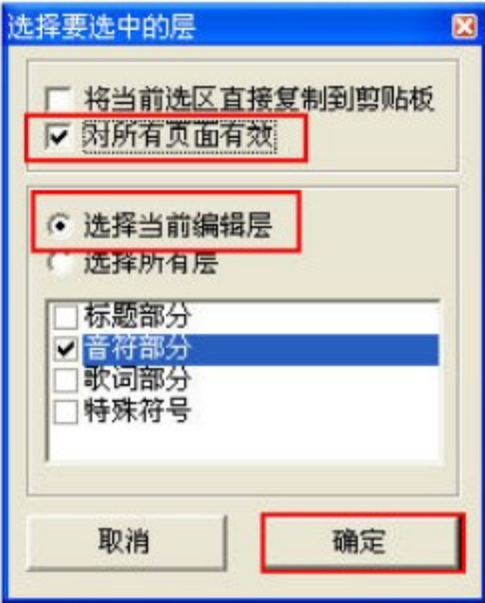 选择要选中的层
将当前选区直接复制到剪贴板
对所有页面有效
选择当前编辑层
选择所有层
标题部分
音符部分
歌词部分
特殊符号
取消
确定